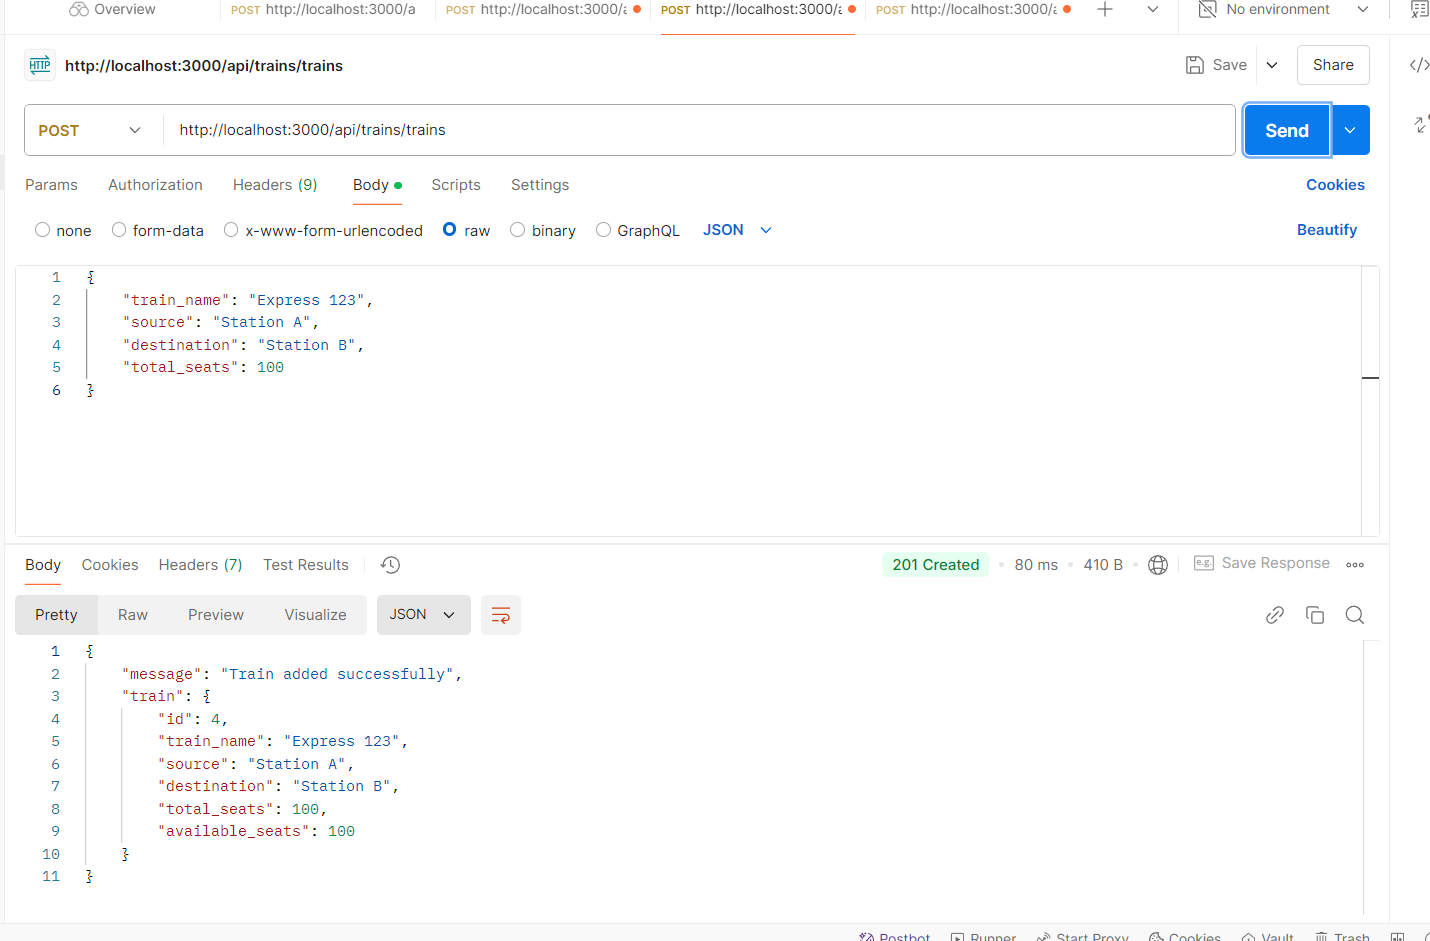 Overview POST http://localhost:3000/a POST http://localhost:3000/a POST http://localhost:3000/a POST http://localhost:3000/a No environment
HTTP http://localhost:3000/api/trains/trains Save Share
POST http://localhost:3000/api/trains/trains Send
Params Authorization Headers (9) Body Scripts Settings Cookies
none form-data x-www-form-urlencoded raw binary GraphQL JSON Beautify
1 {
2 "train_name": "Express 123",
3 "source": "Station A",
4 "destination": "Station B",
5 "total_seats": 100
6 }
Body Cookies Headers (7) Test Results 201 Created 80 ms 410 B e.g. Save Response
Pretty Raw Preview Visualize JSON
1 {
2 "message": "Train added successfully",
3 "train": {
4 "id": 4,
5 "train_name": "Express 123",
6 "source": "Station A",
7 "destination": "Station B",
8 "total_seats": 100,
9 "available_seats": 100
10 }
11 }
Postbot Runner Start Proxy Cookies Vault Trash